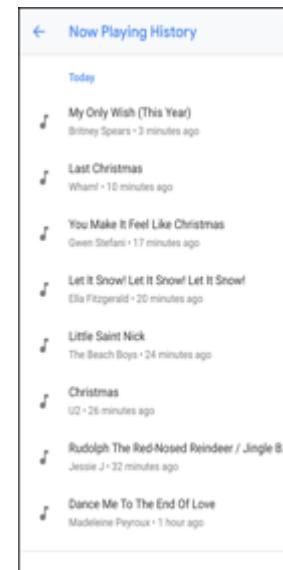 Now Playing History
Today
My Only Wish (This Year)
Britney Spears • 3 minutes ago
Last Christmas
Wham! • 10 minutes ago
You Make It Feel Like Christmas
Gwen Stefani • 17 minutes ago
Let It Snow! Let It Snow! Let It Snow!
Ella Fitzgerald • 20 minutes ago
Little Saint Nick
The Beach Boys • 24 minutes ago
Christmas
U2 • 26 minutes ago
Rudolph The Red-Nosed Reindeer / Jingle B
Jessie J • 32 minutes ago
Dance Me To The End Of Love
Madeleine Peyroux • 1 hour ago